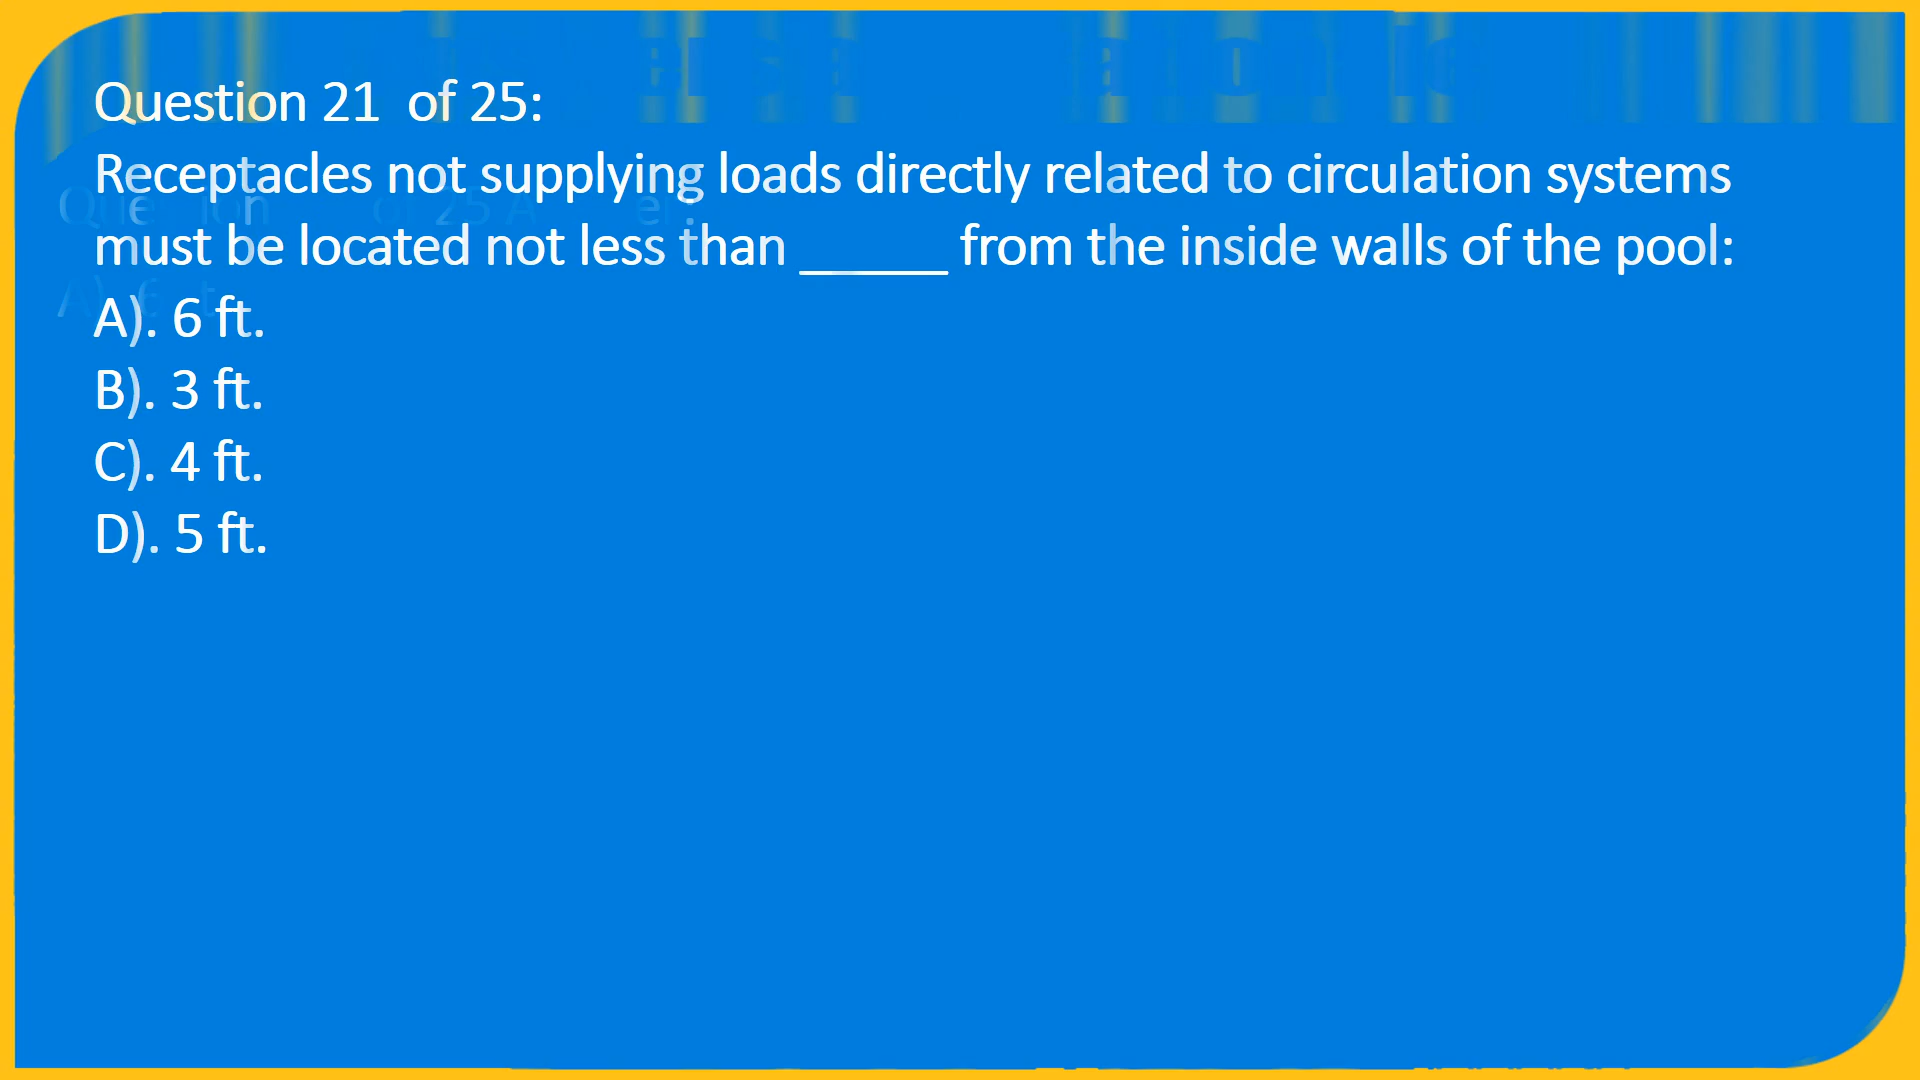 Question 21  of 25:
Receptacles not supplying loads directly related to circulation systems
must be located not less than _____ from the inside walls of the pool:
A). 6 ft.
B). 3 ft.
C). 4 ft.
D). 5 ft.